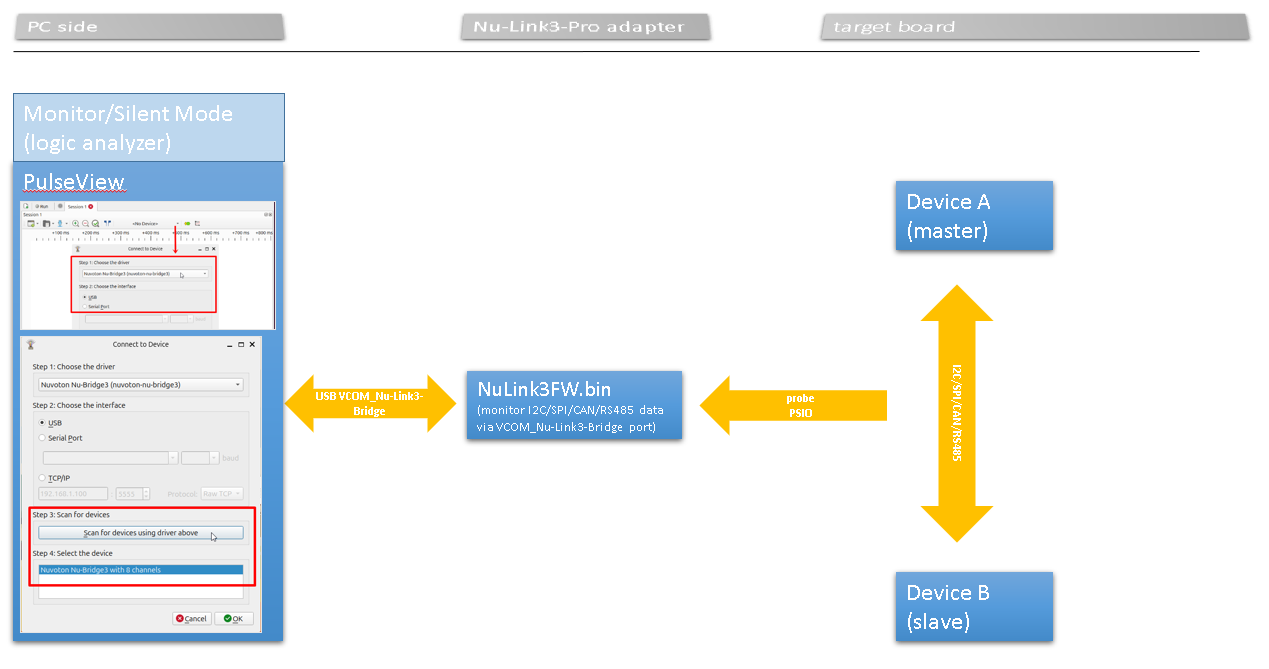 PC side
Nu-Link3-Pro adapter
target board
Monitor/Silent Mode
(logic analyzer)
PulseView
Run
Session 1
Session 1
<No Device>
+100 ms +200 ms +300 ms +400 ms +600 ms +700 ms +800 ms
Connect to Device
Step 1: Choose the driver
Nuvoton Nu-Bridge3 (nuvoton-nu-bridge3)
Step 2: Choose the interface
USB
Serial Port
baud
Connect to Device
Step 1: Choose the driver
Nuvoton Nu-Bridge3 (nuvoton-nu-bridge3)
Step 2: Choose the interface
USB
Serial Port
baud
TCP/IP
192.168.1.100 : 5555 Protocol: Raw TCP
Step 3: Scan for devices
Scan for devices using driver above
Step 4: Select the device
Nuvoton Nu-Bridge3 with 8 channels
Cancel OK
USB VCOM_Nu-Link3-
Bridge
NuLink3FW.bin
(monitor I2C/SPI/CAN/RS485 data
via VCOM_Nu-Link3-Bridge port)
probe
PSIO
Device A
(master)
I2C/SPI/CAN/RS485
Device B
(slave)